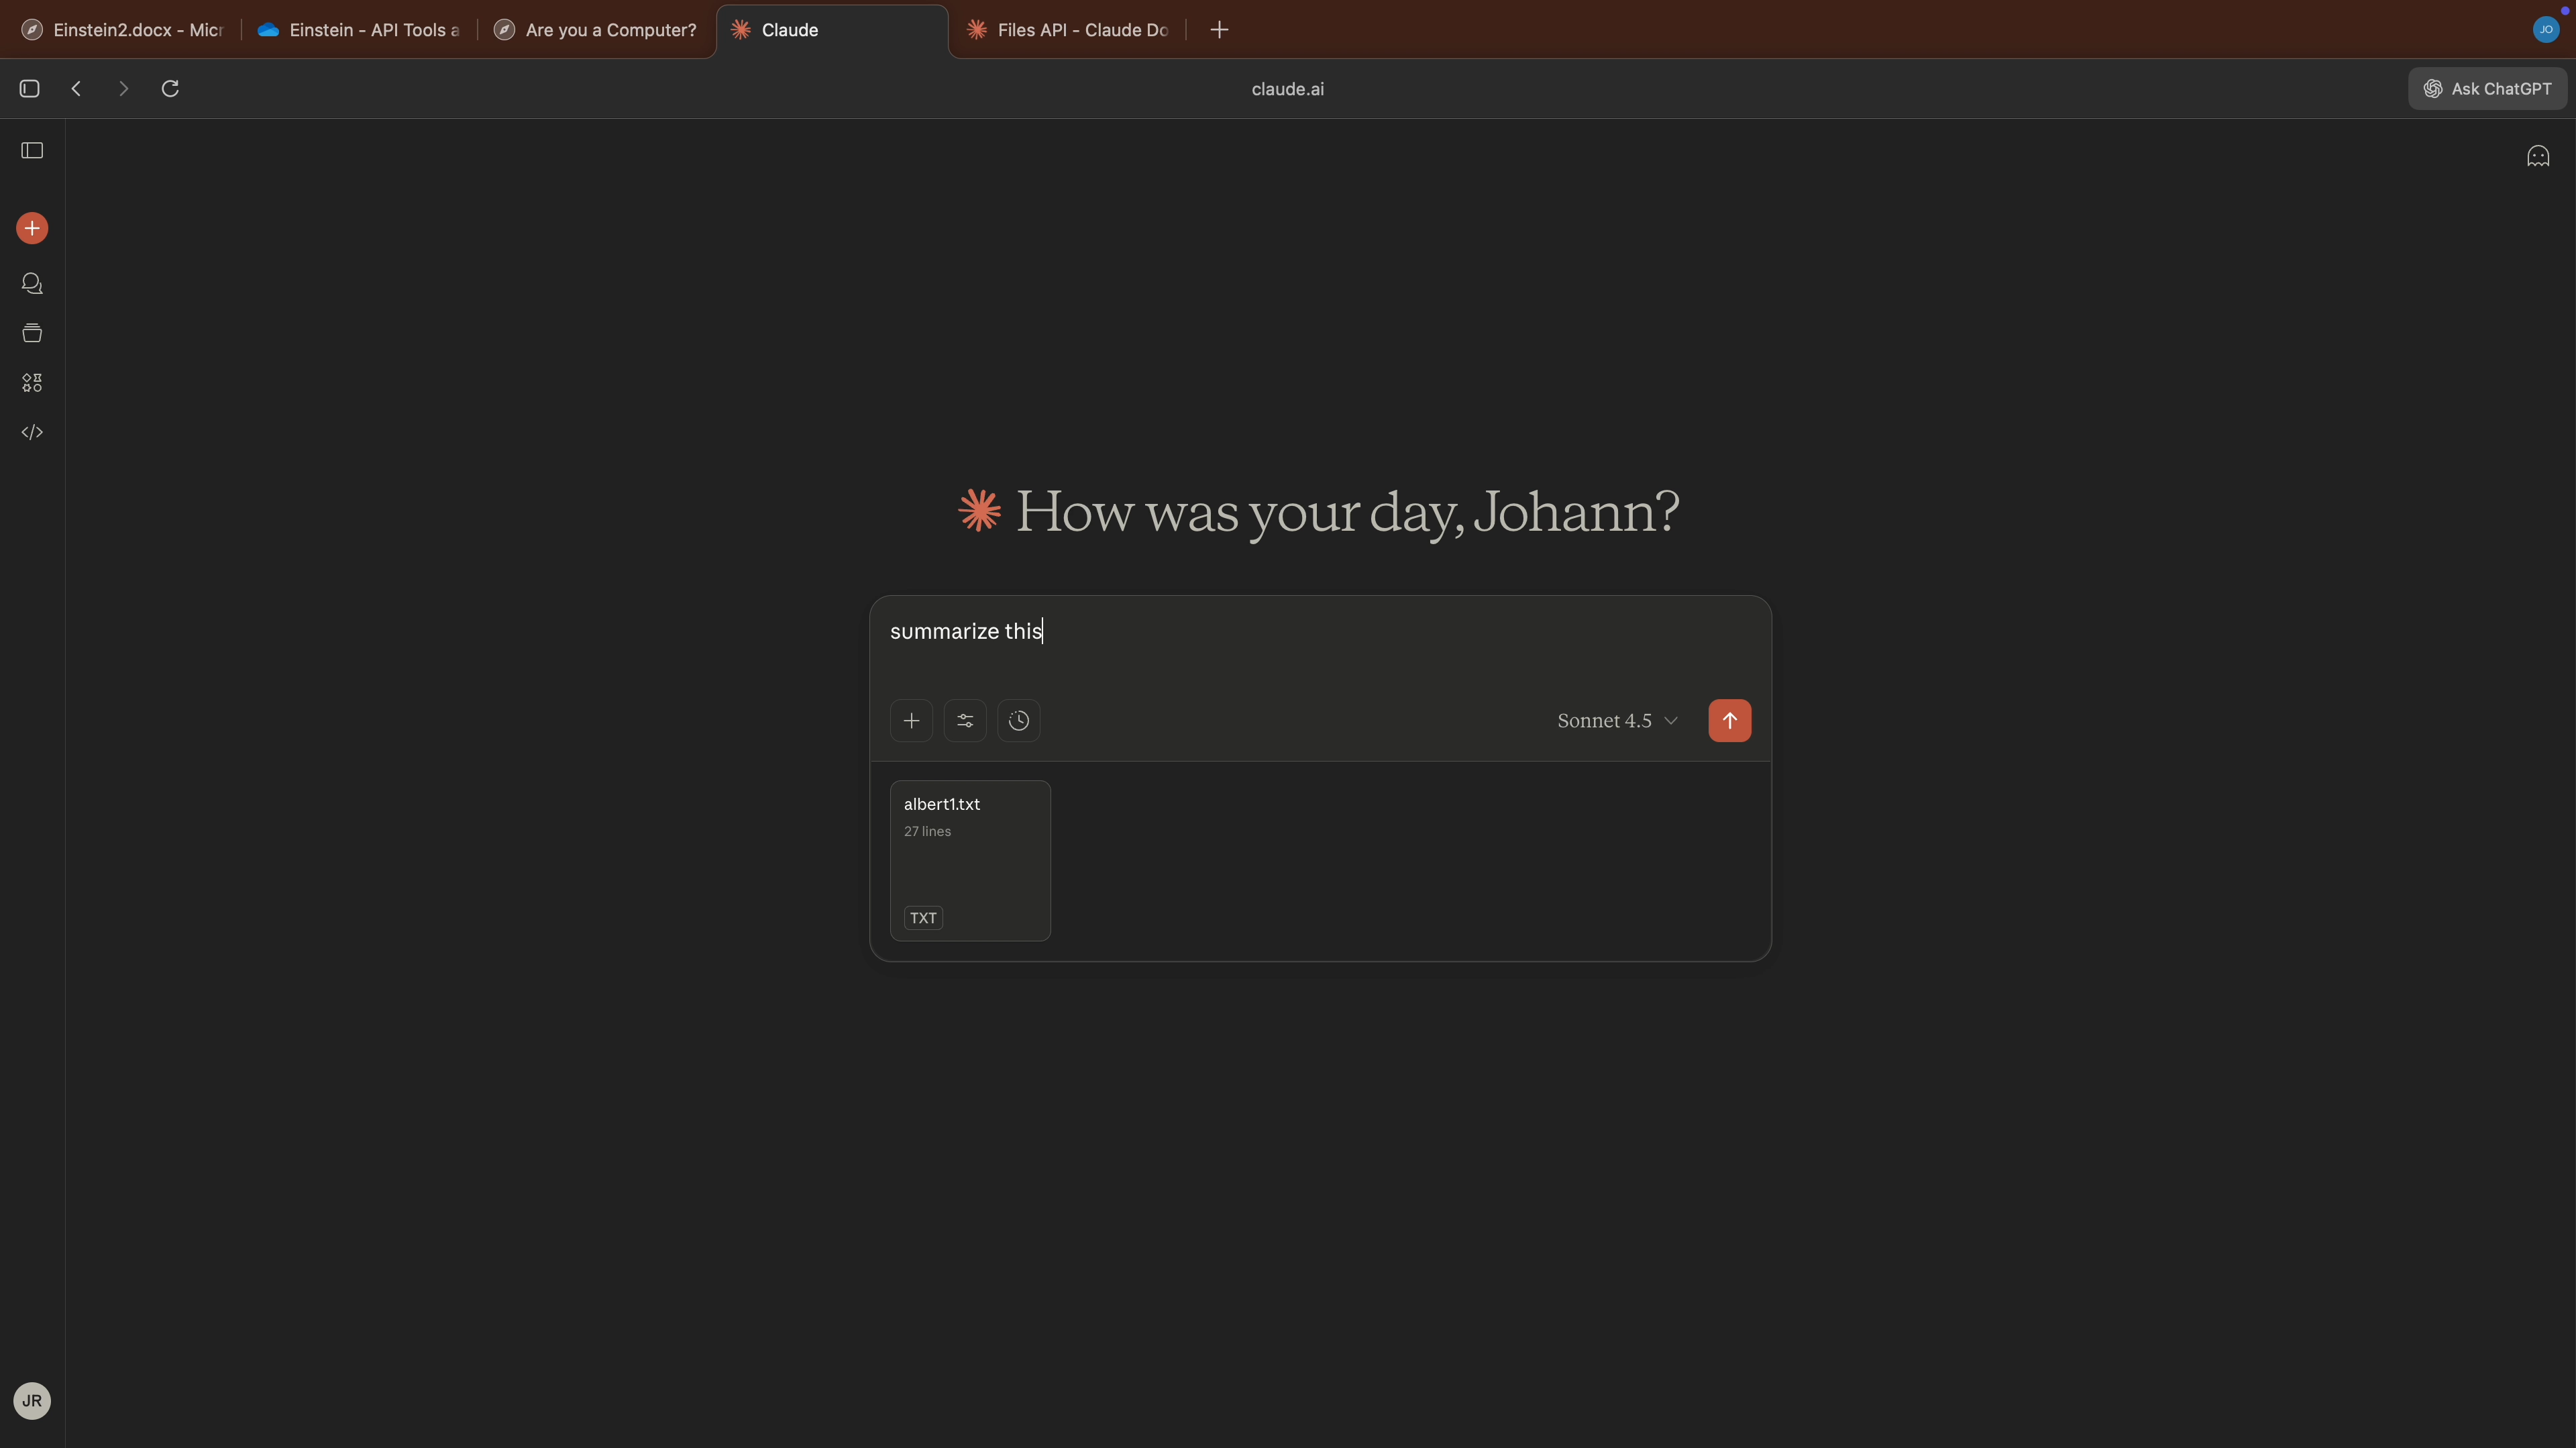 Einstein2.docx - Micr
Einstein - API Tools a
Are you a Computer?
Claude
Files API - Claude Do
JO
claude.ai
Ask ChatGPT
How was your day, Johann?
summarize this
Sonnet 4.5
albert1.txt
27 lines
TXT
JR